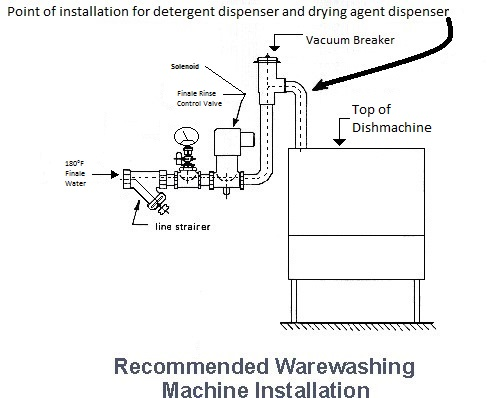 Point of installation for detergent dispenser and drying agent dispenser
Vacuum Breaker
Solenoid
Finale Rinse
Control Valve
Top of
Dishmachine
180°F
Finale
Water
line strairer
Recommended Warewashing
Machine Installation